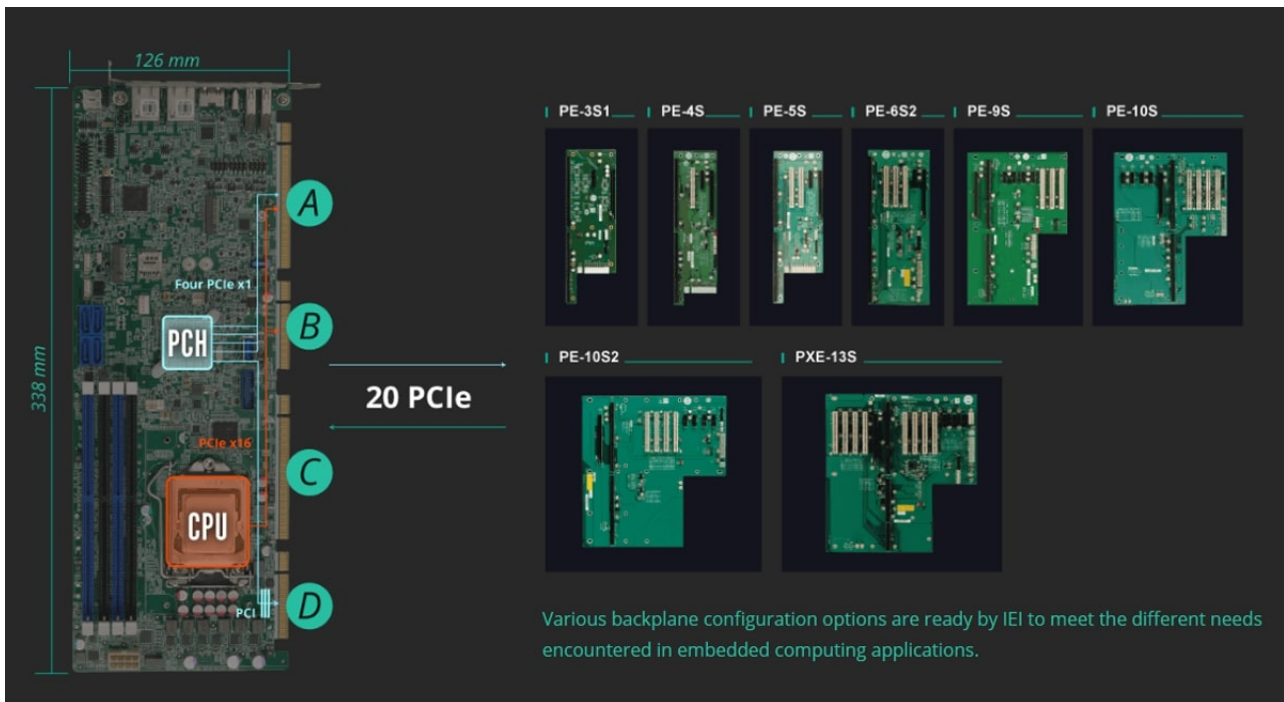 126 mm
338 mm
A
Four PCIe x1
B
PCH
20 PCIe
PCIe x16
C
CPU
PCI
D
PE-3S1
PE-4S
PE-5S
PE-6S2
PE-9S
PE-10S
PE-10S2
PXE-13S
Various backplane configuration options are ready by IEI to meet the different needs
encountered in embedded computing applications.